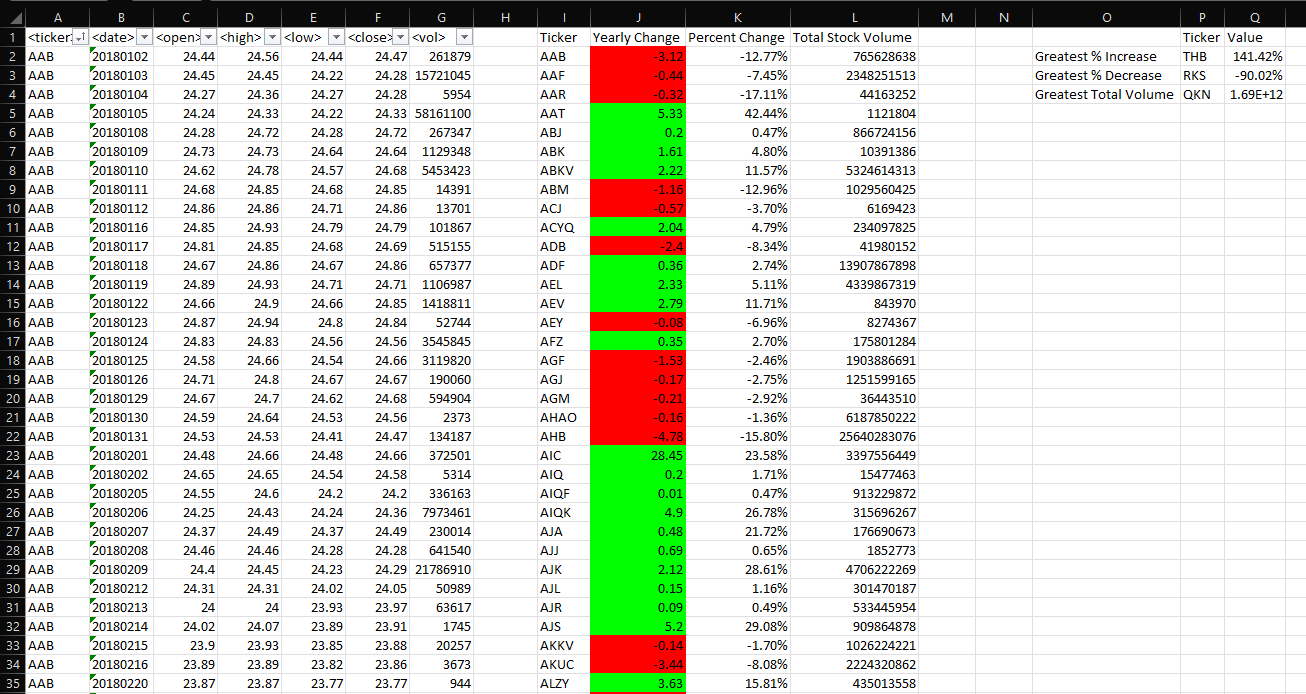 A B C D E F G H I J K L M N O P Q
1 <ticker> <date> <open> <high> <low> <close> <vol> Ticker Yearly Change Percent Change Total Stock Volume Ticker Value
2 AAB 20180102 24.44 24.56 24.44 24.47 261879 AAB -3.12 -12.77% 765628638 Greatest % Increase THB 141.42%
3 AAB 20180103 24.45 24.45 24.22 24.28 15721045 AAF -0.44 -7.45% 2348251513 Greatest % Decrease RKS -90.02%
4 AAB 20180104 24.27 24.36 24.27 24.28 5954 AAR -0.32 -17.11% 44163252 Greatest Total Volume QKN 1.69E+12
5 AAB 20180105 24.24 24.33 24.22 24.33 58161100 AAT 5.33 42.44% 1121804
6 AAB 20180108 24.28 24.72 24.28 24.72 267347 ABJ 0.2 0.47% 866724156
7 AAB 20180109 24.73 24.73 24.64 24.64 1129348 ABK 1.61 4.80% 10391386
8 AAB 20180110 24.62 24.78 24.57 24.68 5453423 ABKV 2.22 11.57% 5324614313
9 AAB 20180111 24.68 24.85 24.68 24.85 14391 ABM -1.16 -12.96% 1029560425
10 AAB 20180112 24.86 24.86 24.71 24.86 13701 ACJ -0.57 -3.70% 6169423
11 AAB 20180116 24.85 24.93 24.79 24.79 101867 ACYQ 2.04 4.79% 234097825
12 AAB 20180117 24.81 24.85 24.68 24.69 515155 ADB -2.4 -8.34% 41980152
13 AAB 20180118 24.67 24.86 24.67 24.86 657377 ADF 0.36 2.74% 13907867898
14 AAB 20180119 24.89 24.93 24.71 24.71 1106987 AEL 2.33 5.11% 4339867319
15 AAB 20180122 24.66 24.9 24.66 24.85 1418811 AEV 2.79 11.71% 843970
16 AAB 20180123 24.87 24.94 24.8 24.84 52744 AEY -0.08 -6.96% 8274367
17 AAB 20180124 24.83 24.83 24.56 24.56 3545845 AFZ 0.35 2.70% 175801284
18 AAB 20180125 24.58 24.66 24.54 24.66 3119820 AGF -1.53 -2.46% 1903886691
19 AAB 20180126 24.71 24.8 24.67 24.67 190060 AGJ -0.17 -2.75% 1251599165
20 AAB 20180129 24.67 24.7 24.62 24.68 594904 AGM -0.21 -2.92% 36443510
21 AAB 20180130 24.59 24.64 24.53 24.56 2373 AHAO -0.16 -1.36% 6187850222
22 AAB 20180131 24.53 24.53 24.41 24.47 134187 AHB -4.78 -15.80% 25640283076
23 AAB 20180201 24.48 24.66 24.48 24.66 372501 AIC 28.45 23.58% 3397556449
24 AAB 20180202 24.65 24.65 24.54 24.58 5314 AIQ 0.2 1.71% 15477463
25 AAB 20180205 24.55 24.6 24.2 24.2 336163 AIQF 0.01 0.47% 913229872
26 AAB 20180206 24.25 24.43 24.24 24.36 7973461 AIQK 4.9 26.78% 315696267
27 AAB 20180207 24.37 24.49 24.37 24.49 230014 AJA 0.48 21.72% 176690673
28 AAB 20180208 24.46 24.46 24.28 24.28 641540 AJJ 0.69 0.65% 1852773
29 AAB 20180209 24.4 24.45 24.23 24.29 21786910 AJK 2.12 28.61% 4706222269
30 AAB 20180212 24.31 24.31 24.02 24.05 50989 AJL 0.15 1.16% 301470187
31 AAB 20180213 24 24 23.93 23.97 63617 AJR 0.09 0.49% 533445954
32 AAB 20180214 24.02 24.07 23.89 23.91 1745 AJS 5.2 29.08% 909864878
33 AAB 20180215 23.9 23.93 23.85 23.88 20257 AKKV -0.14 -1.70% 1026224221
34 AAB 20180216 23.89 23.89 23.82 23.86 3673 AKUC -3.44 -8.08% 2224320862
35 AAB 20180220 23.87 23.87 23.77 23.77 944 ALZY 3.63 15.81% 435013558